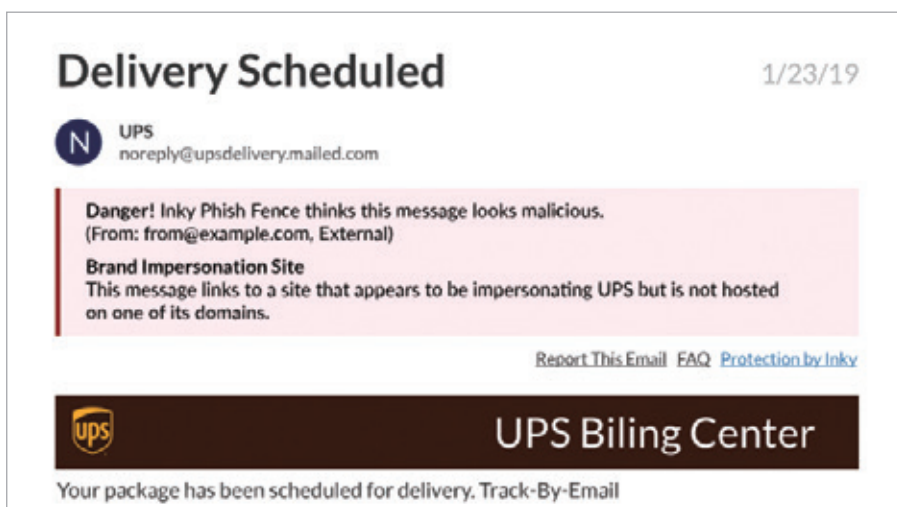 Delivery Scheduled 1/23/19
N UPS
noreply@upsdelivery.mailed.com
Danger! Inky Phish Fence thinks this message looks malicious.
(From: from@example.com, External)
Brand Impersonation Site
This message links to a site that appears to be impersonating UPS but is not hosted
on one of its domains.
Report This Email FAQ Protection by Inky
ups UPS Biling Center
Your package has been scheduled for delivery. Track-By-Email